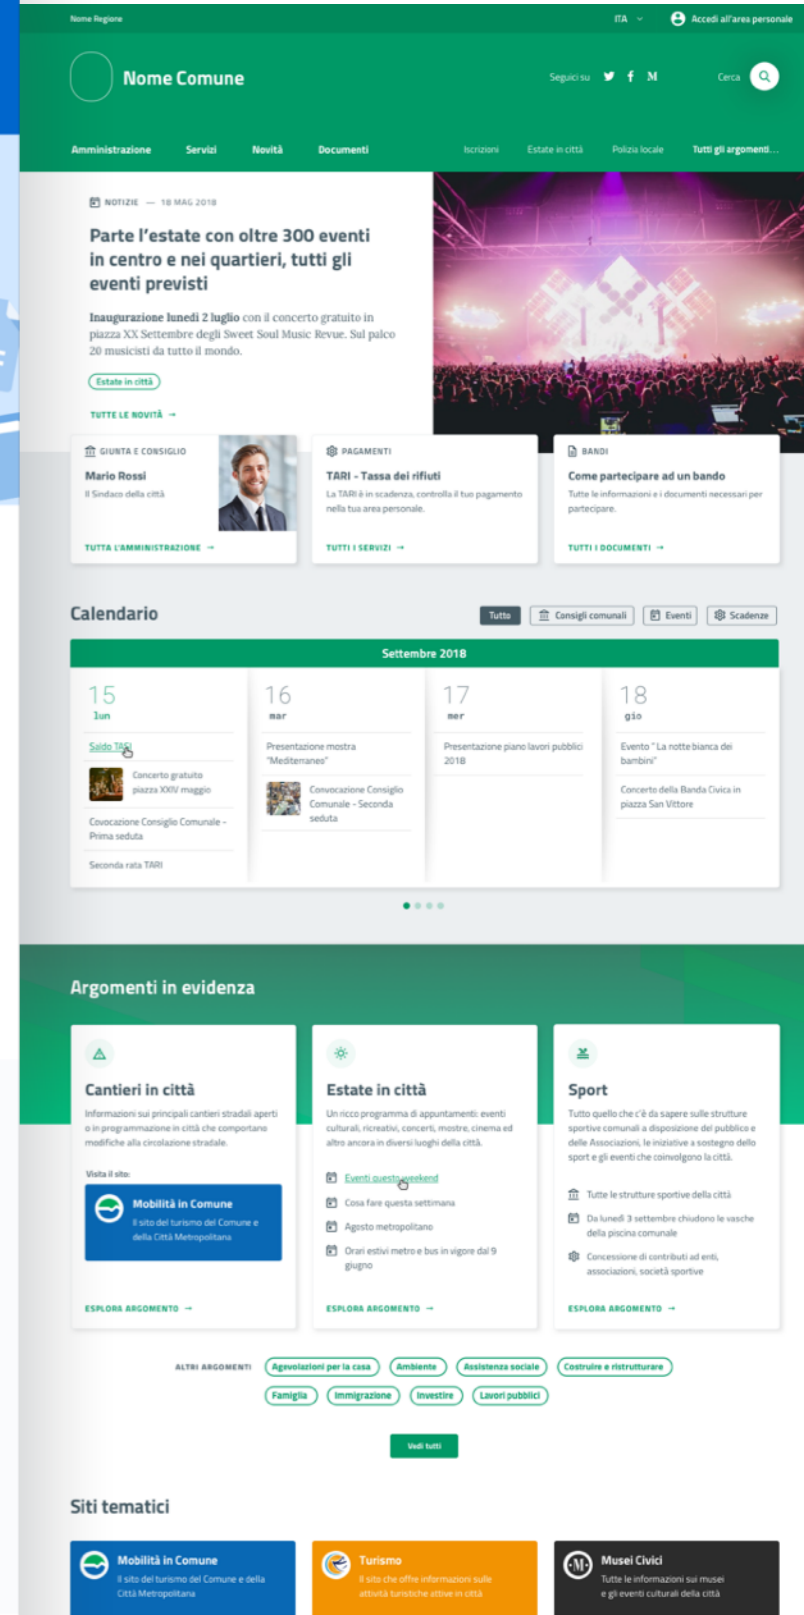 Nome Regione
ITA
Accedi all'area personale
Nome Comune
Seguici su
Cerca
Amministrazione
Servizi
Novità
Documenti
Iscrizioni
Estate in città
Polizia locale
Tutti gli argomenti...
NOTIZIE — 18 MAG 2018
Parte l'estate con oltre 300 eventi
in centro e nei quartieri, tutti gli
eventi previsti
Inaugurazione lunedì 2 luglio con il concerto gratuito in
piazza XX Settembre degli Sweet Soul Music Revue. Sul palco
20 musicisti da tutto il mondo.
Estate in città
TUTTE LE NOVITÀ →
GIUNTA E CONSIGLIO
Mario Rossi
Il Sindaco della città
TUTTA L'AMMINISTRAZIONE →
PAGAMENTI
TARI - Tassa dei rifiuti
La TARI è in scadenza, controlla il tuo pagamento
nella tua area personale.
TUTTI I SERVIZI →
BANDI
Come partecipare ad un bando
Tutte le informazioni e i documenti necessari per
partecipare.
TUTTI I DOCUMENTI →
Calendario
Tutto
Consigli comunali
Eventi
Scadenze
Settembre 2018
15
lun
Saldo TASI
Concerto gratuito
piazza XXIV maggio
Covocazione Consiglio Comunale -
Prima seduta
Seconda rata TARI
16
mar
Presentazione mostra
"Mediterraneo"
Convocazione Consiglio
Comunale - Seconda
seduta
17
mer
Presentazione piano lavori pubblici
2018
18
gio
Evento " La notte bianca dei
bambini"
Concerto della Banda Civica in
piazza San Vittore
Argomenti in evidenza
Cantieri in città
Informazioni sui principali cantieri stradali aperti
o in programmazione in città che comportano
modifiche alla circolazione stradale.
Visita il sito:
Mobilità in Comune
Il sito del turismo del Comune e
della Città Metropolitana
ESPLORA ARGOMENTO →
Estate in città
Un ricco programma di appuntamenti: eventi
culturali, ricreativi, concerti, mostre, cinema ed
altro ancora in diversi luoghi della città.
Eventi questo weekend
Cosa fare questa settimana
Agosto metropolitano
Orari estivi metro e bus in vigore dal 9
giugno
ESPLORA ARGOMENTO →
Sport
Tutto quello che c'è da sapere sulle strutture
sportive comunali a disposizione del pubblico e
delle Associazioni, le iniziative a sostegno dello
sport e gli eventi che coinvolgono la città.
Tutte le strutture sportive della città
Da lunedì 3 settembre chiudono le vasche
della piscina comunale
Concessione di contributi ad enti,
associazioni, società sportive
ESPLORA ARGOMENTO →
ALTRI ARGOMENTI
Agevolazioni per la casa
Ambiente
Assistenza sociale
Costruire e ristrutturare
Famiglia
Immigrazione
Investire
Lavori pubblici
Vedi tutti
Siti tematici
Mobilità in Comune
Il sito del turismo del Comune e della
Città Metropolitana
Turismo
Il sito che offre informazioni sulle
attività turistiche attive in città
·M·
Musei Civici
Tutte le informazioni sui musei
e gli eventi culturali della città